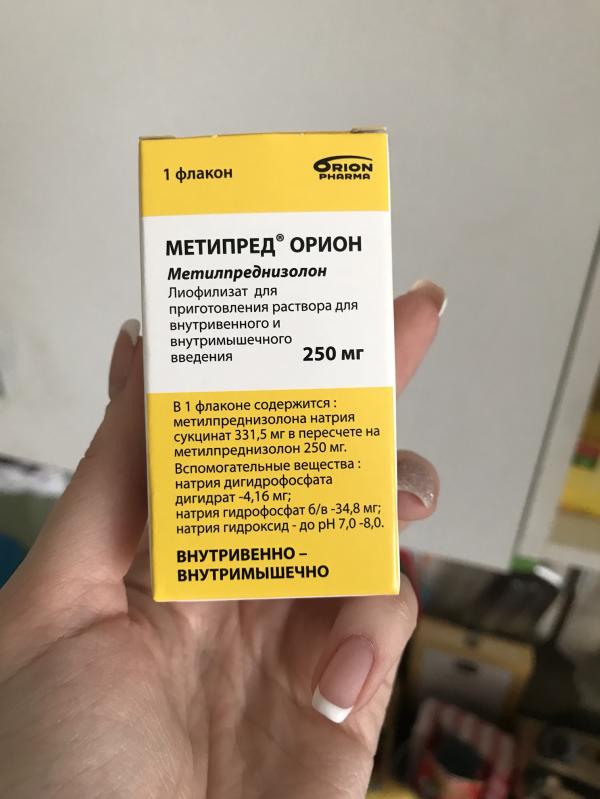 1 флакон
ORION
PHARMA
МЕТИПРЕД® ОРИОН
Метилпреднизолон
Лиофилизат для
приготовления раствора для
внутривенного и
внутримышечного
введения 250 мг
В 1 флаконе содержится :
метилпреднизолона натрия
сукцинат 331,5 мг в пересчете на
метилпреднизолон 250 мг.
Вспомогательные вещества :
натрия дигидрофосфата
дигидрат -4,16 мг;
натрия гидрофосфат б/в -34,8 мг;
натрия гидроксид - до pH 7,0 -8,0.
ВНУТРИВЕННО –
ВНУТРИМЫШЕЧНО